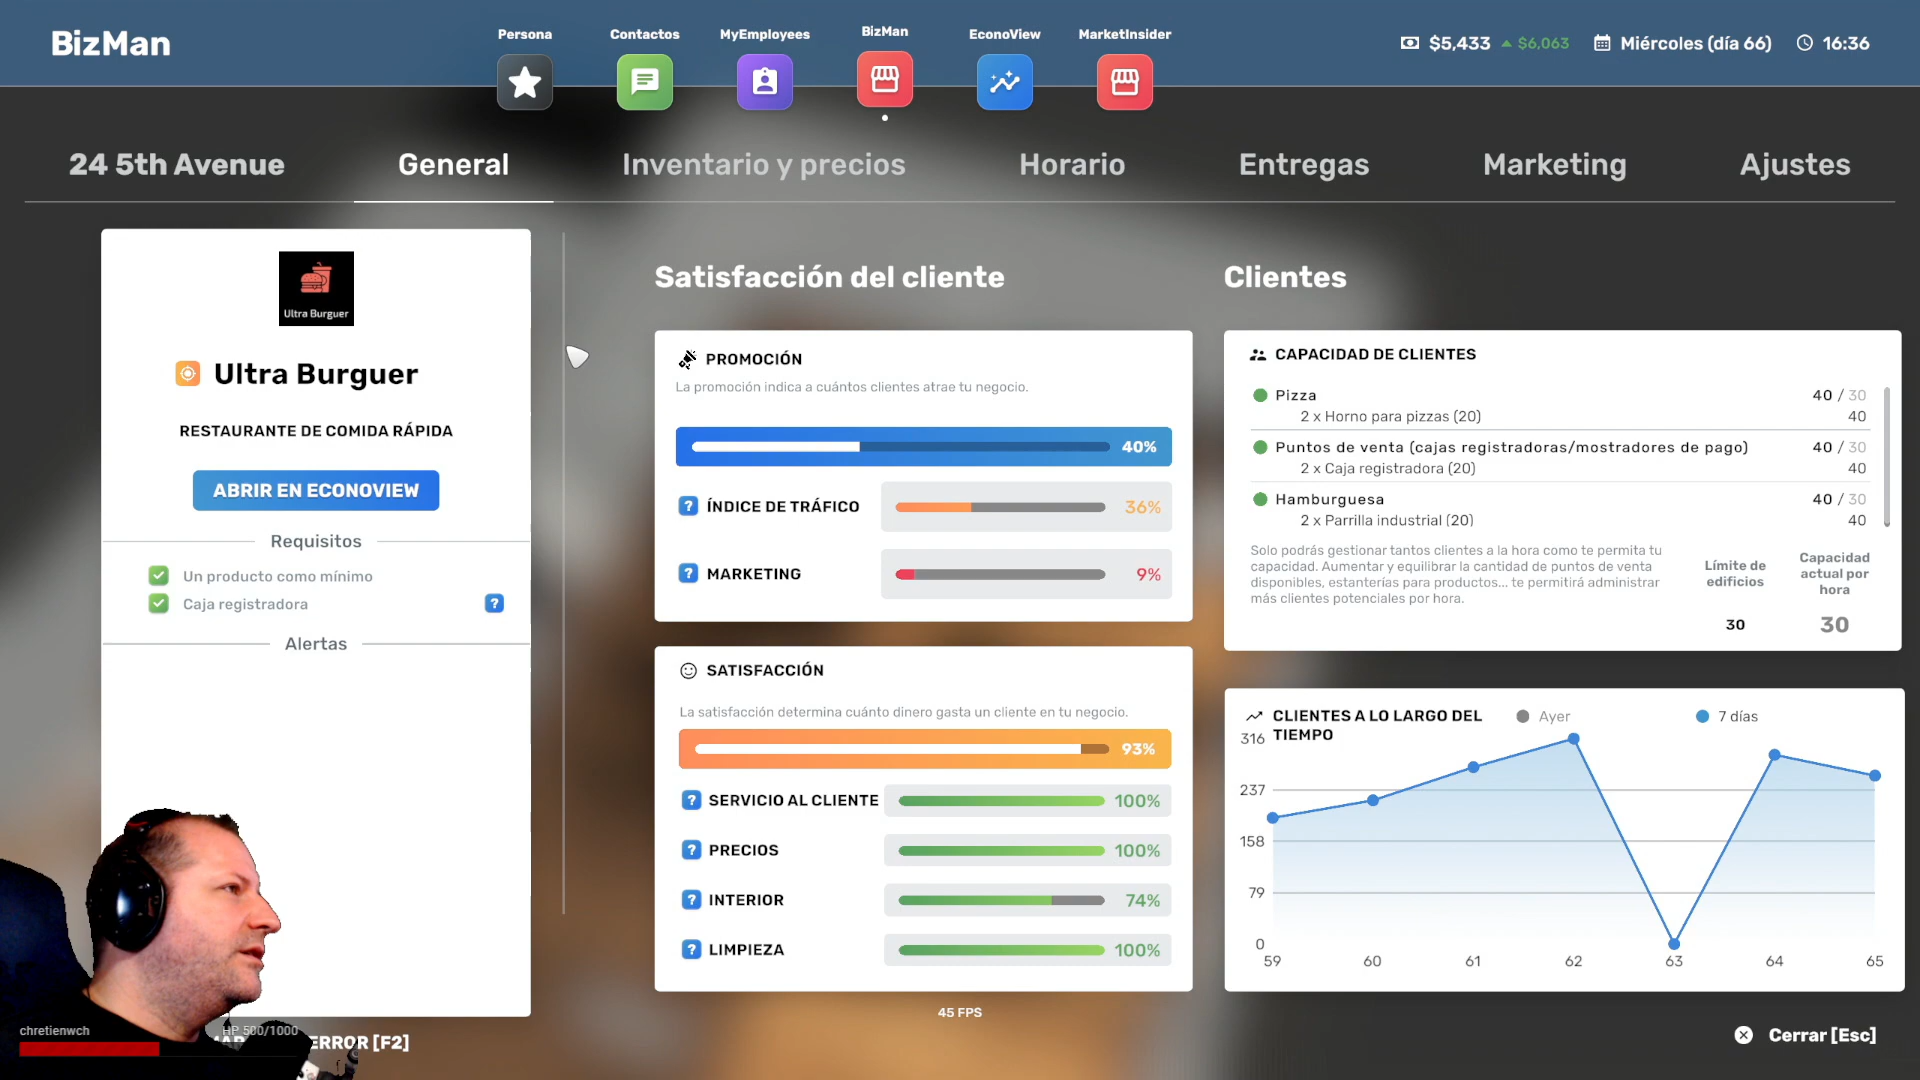 BizMan
Persona
Contactos
MyEmployees
BizMan
EconoView
MarketInsider
$5,433
$6,063
Miércoles (día 66)
16:36
24 5th Avenue
General
Inventario y precios
Horario
Entregas
Marketing
Ajustes
Ultra Burguer
Ultra Burguer
RESTAURANTE DE COMIDA RÁPIDA
ABRIR EN ECONOVIEW
Requisitos
Un producto como mínimo
Caja registradora
?
Alertas
Satisfacción del cliente
PROMOCIÓN
La promoción indica a cuántos clientes atrae tu negocio.
40%
? ÍNDICE DE TRÁFICO 36%
? MARKETING 9%
SATISFACCIÓN
La satisfacción determina cuánto dinero gasta un cliente en tu negocio.
93%
? SERVICIO AL CLIENTE 100%
? PRECIOS 100%
? INTERIOR 74%
? LIMPIEZA 100%
Clientes
CAPACIDAD DE CLIENTES
Pizza 40 / 30
2 x Horno para pizzas (20) 40
Puntos de venta (cajas registradoras/mostradores de pago) 40 / 30
2 x Caja registradora (20) 40
Hamburguesa 40 / 30
2 x Parrilla industrial (20) 40
Solo podrás gestionar tantos clientes a la hora como te permita tu
capacidad. Aumentar y equilibrar la cantidad de puntos de venta
disponibles, estanterías para productos... te permitirá administrar
más clientes potenciales por hora.
Límite de
edificios
30
Capacidad
actual por
hora
30
CLIENTES A LO LARGO DEL
TIEMPO
Ayer
7 días
316
237
158
79
0
59 60 61 62 63 64 65
45 FPS
chretienwch
HP 500/1000
ERROR [F2]
Cerrar [Esc]